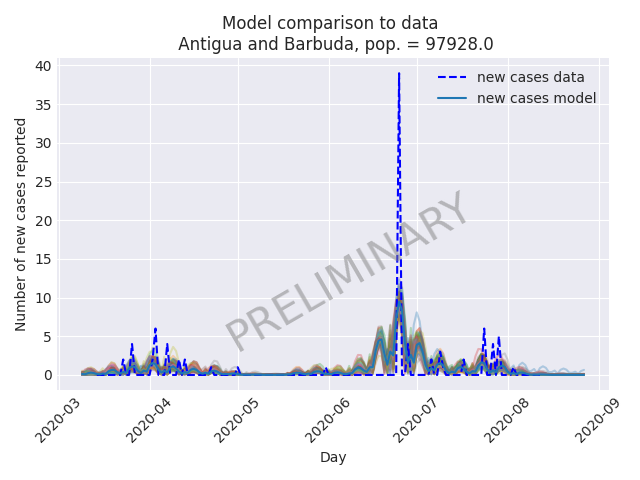 Model comparison to data
Antigua and Barbuda, pop. = 97928.0
new cases data
new cases model
Number of new cases reported
40
35
30
25
20
15
10
5
0
PRELIMINARY
2020-03
2020-04
2020-05
2020-06
2020-07
2020-08
2020-09
Day